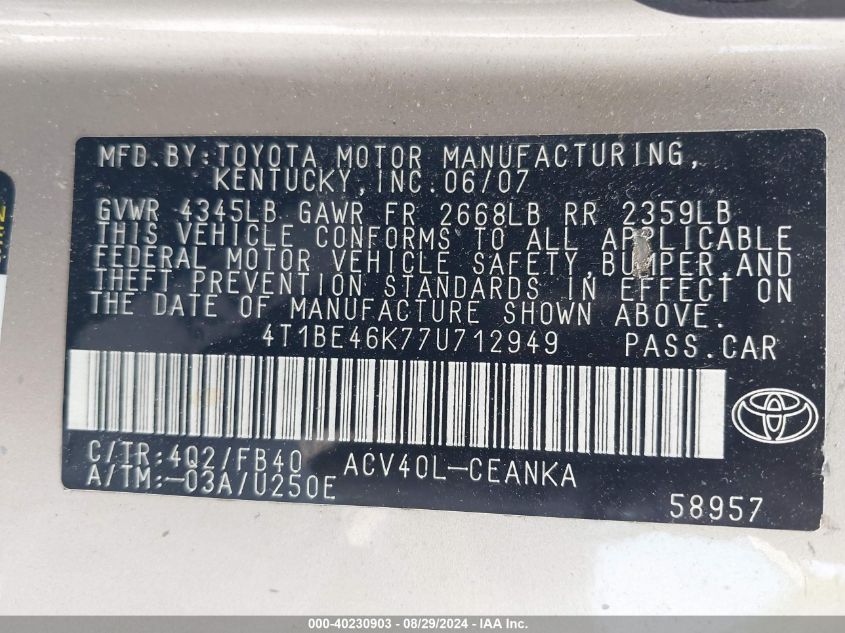 MFD.BY:TOYOTA MOTOR MANUFACTURING,
KENTUCKY,INC.06/07
GVWR 4345LB GAWR FR 2668LB RR 2359LB
THIS VEHICLE CONFORMS TO ALL APPLICABLE
FEDERAL MOTOR VEHICLE SAFETY,BUMPER,AND
THEFT PREVENTION STANDARDS IN EFFECT ON
THE DATE OF MANUFACTURE SHOWN ABOVE.
4T1BE46K77U712949 PASS.CAR
C/TR:4Q2/FB40 ACV40L-CEANKA
A/TM:-03A/U250E
58957
000-40230903 - 08/29/2024 - IAA Inc.